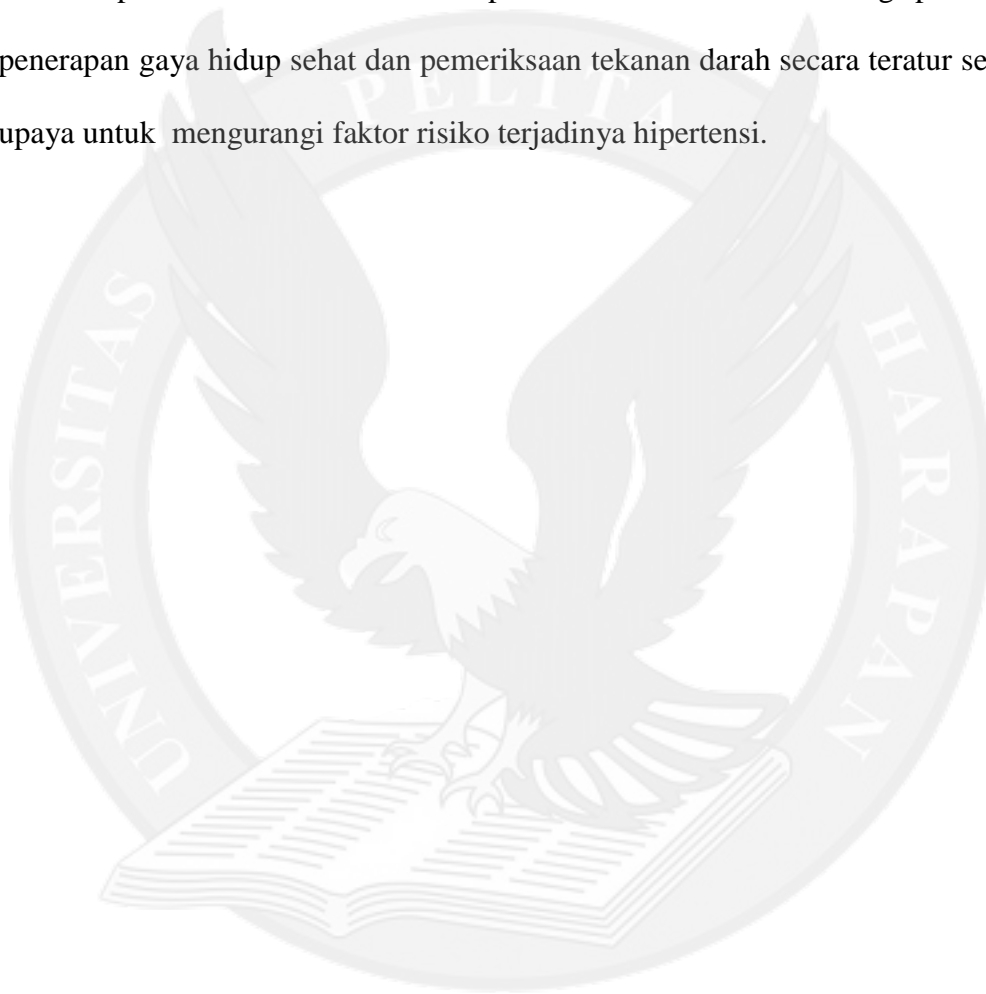 penerapan gaya hidup sehat dan pemeriksaan tekanan darah secara teratur se
upaya untuk mengurangi faktor risiko terjadinya hipertensi.
UNIVERSITAS PELITA HARAPAN